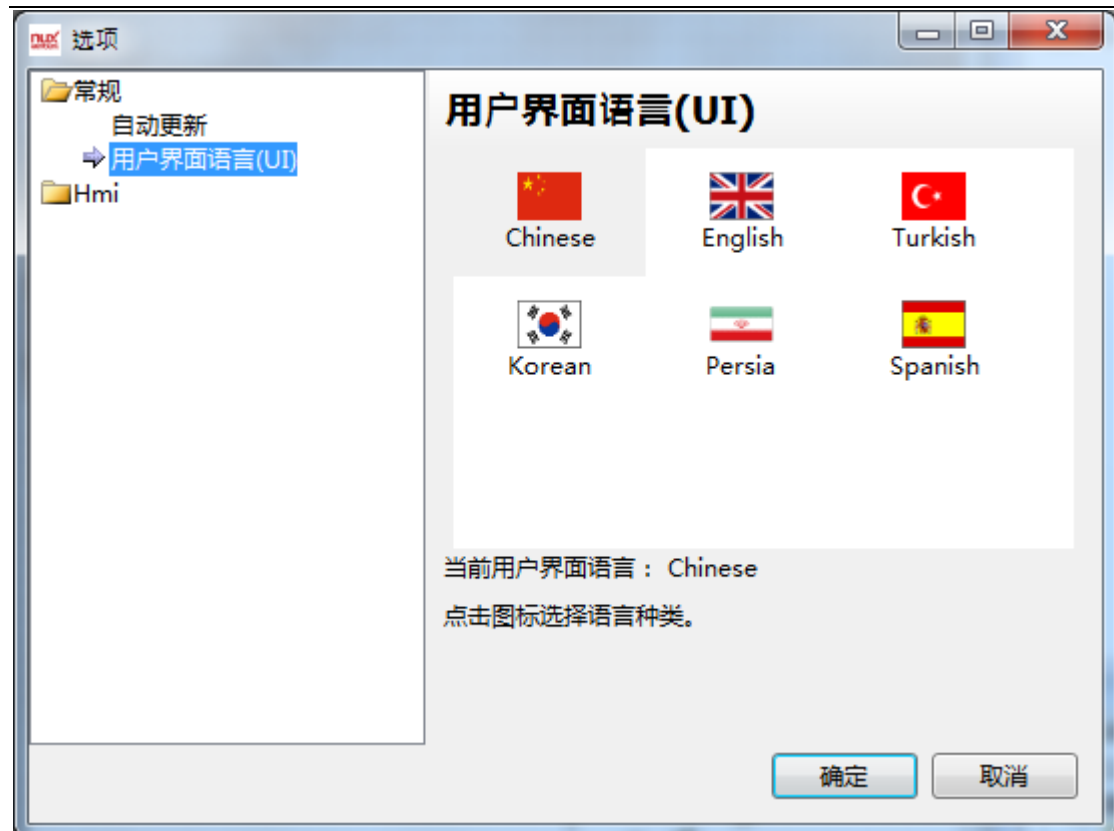 选项
常规
自动更新
用户界面语言(UI)
Hmi
用户界面语言(UI)
Chinese English Turkish
Korean Persia Spanish
当前用户界面语言： Chinese
点击图标选择语言种类。
确定 取消